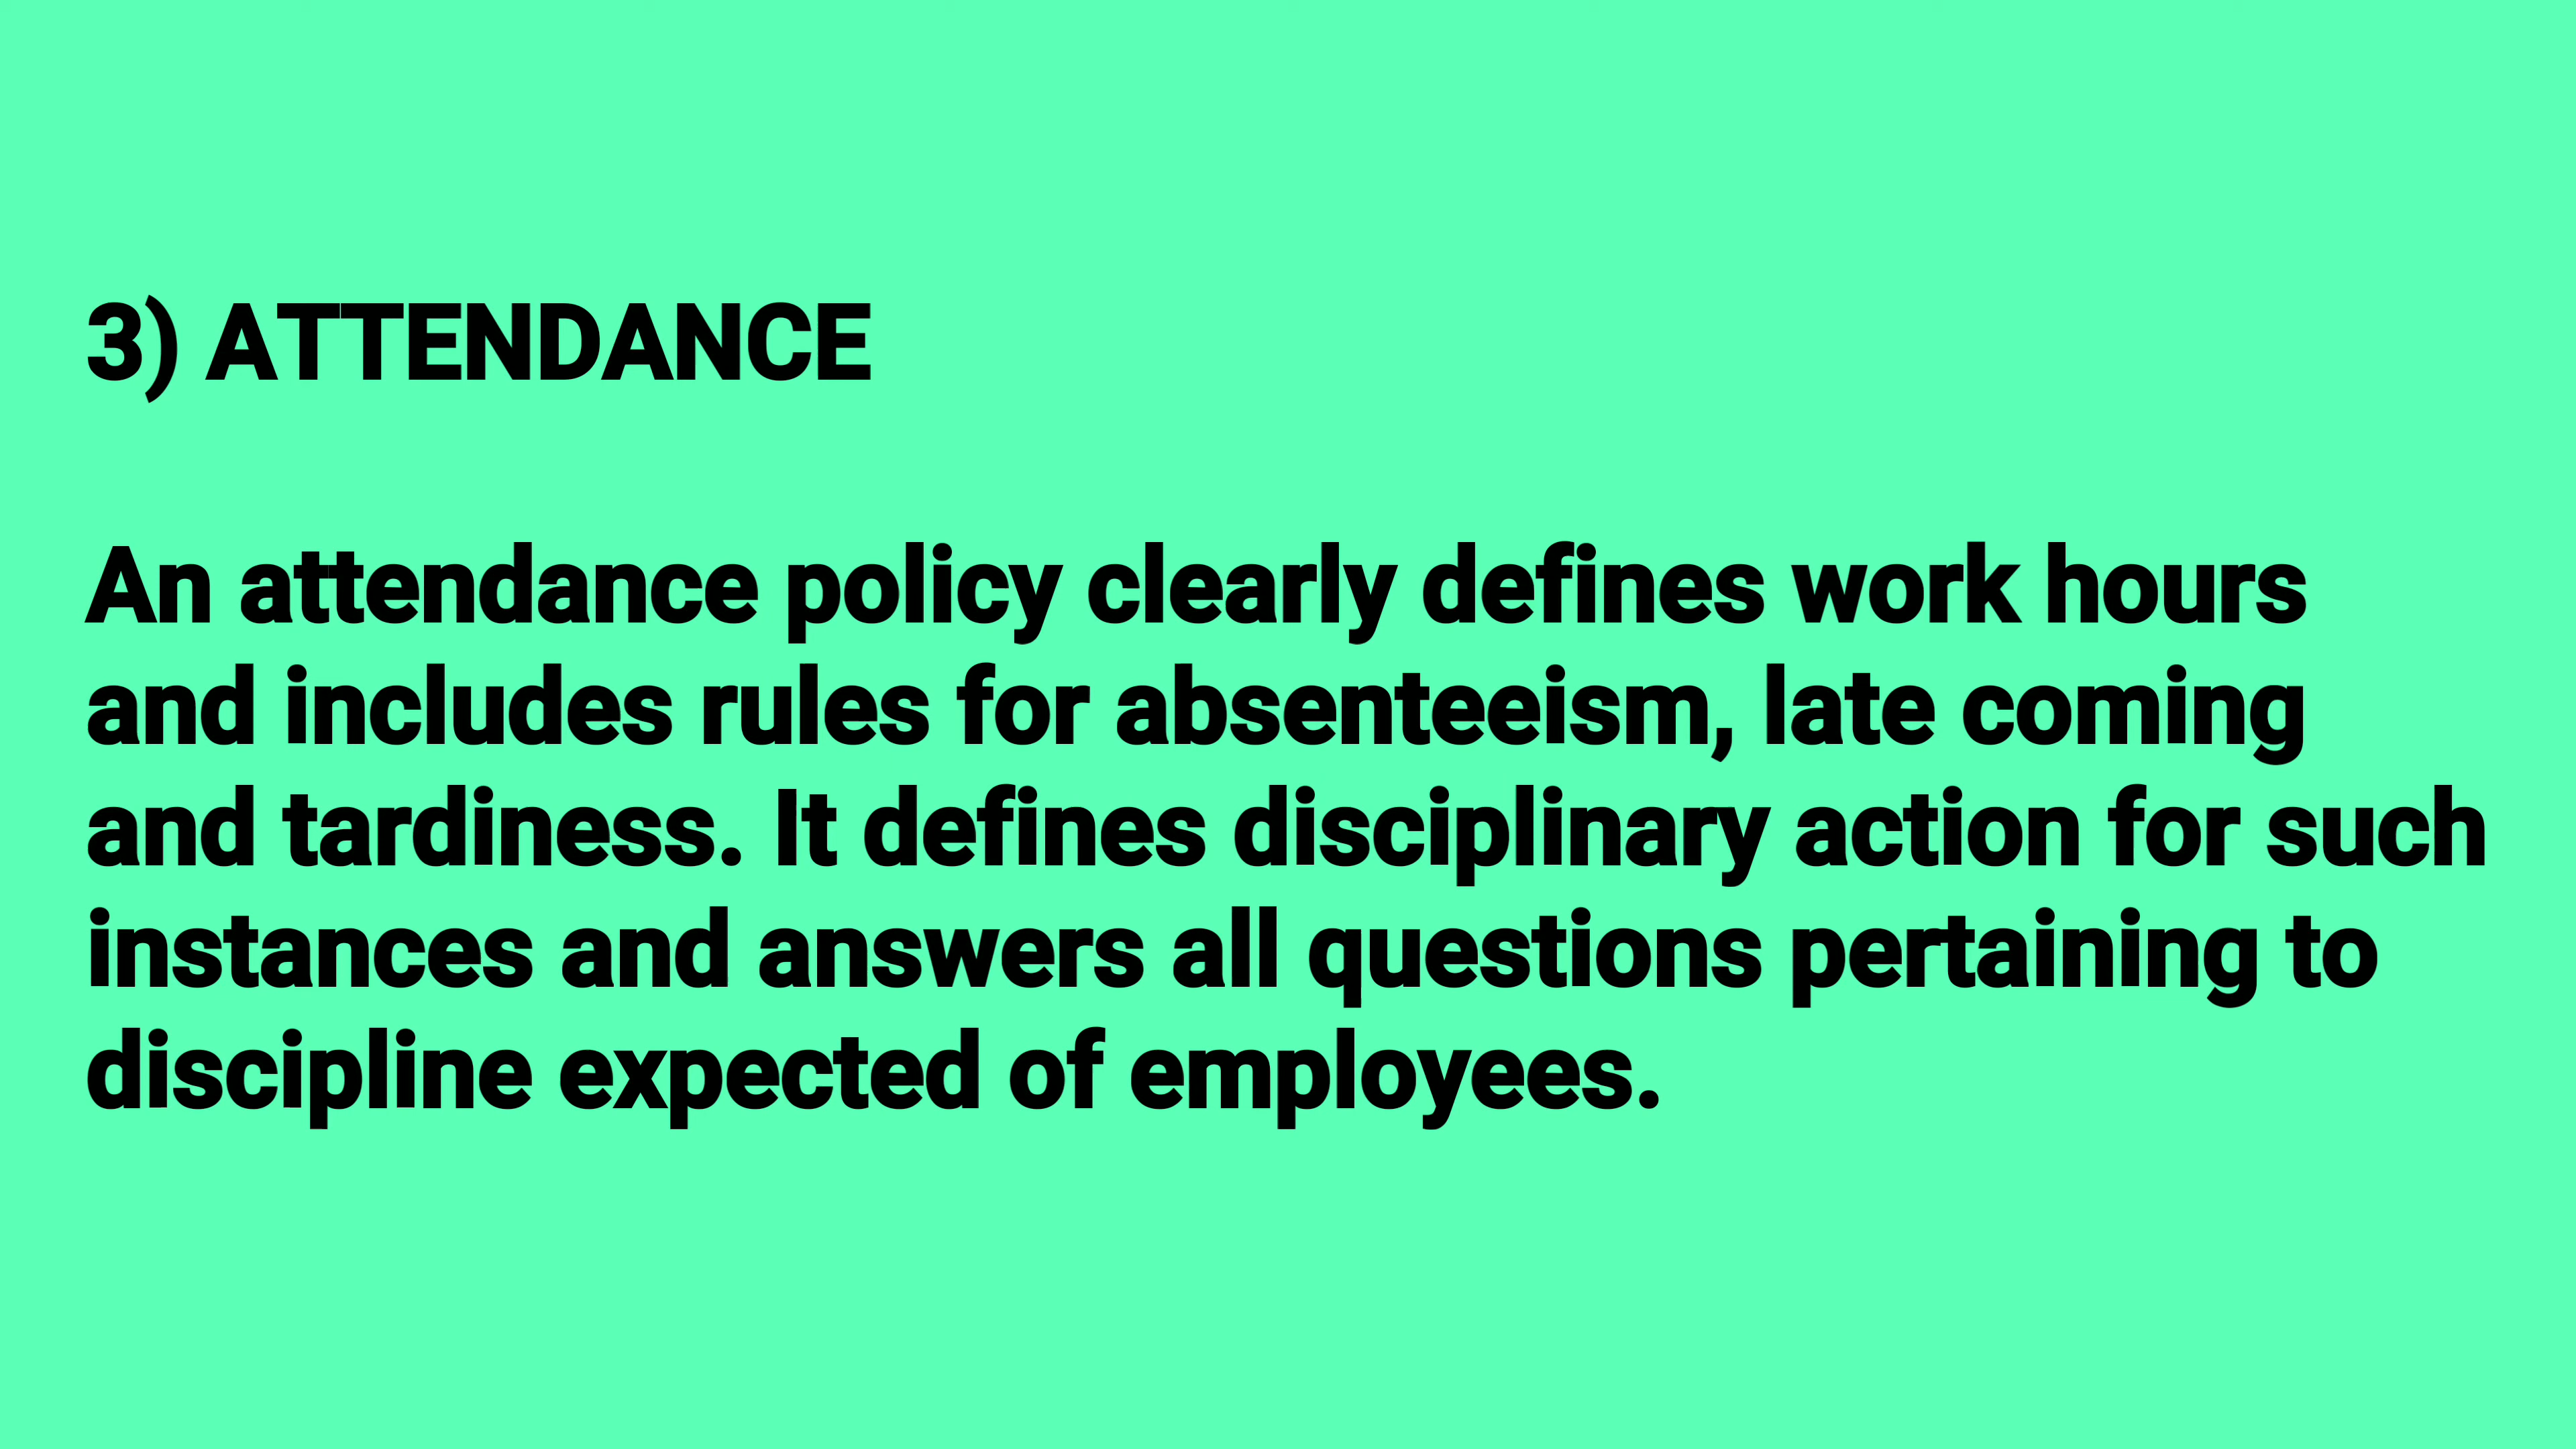 3) ATTENDANCE
An attendance policy clearly defines work hours
and includes rules for absenteeism, late coming
and tardiness. It defines disciplinary action for such
instances and answers all questions pertaining to
discipline expected of employees.